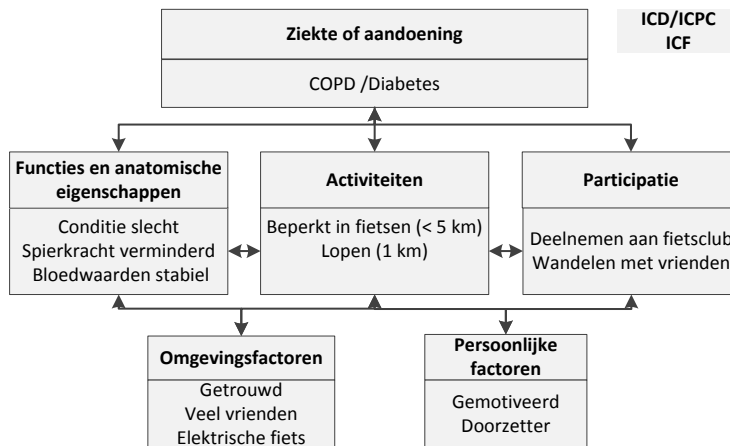 Ziekte of aandoening
COPD /Diabetes
ICD/ICPC
ICF
Functies en anatomische
eigenschappen
Conditie slecht
Spierkracht verminderd
Bloedwaarden stabiel
Activiteiten
Beperkt in fietsen (< 5 km)
Lopen (1 km)
Participatie
Deelnemen aan fietsclub
Wandelen met vrienden
Omgevingsfactoren
Getrouwd
Veel vrienden
Elektrische fiets
Persoonlijke
factoren
Gemotiveerd
Doorzetter